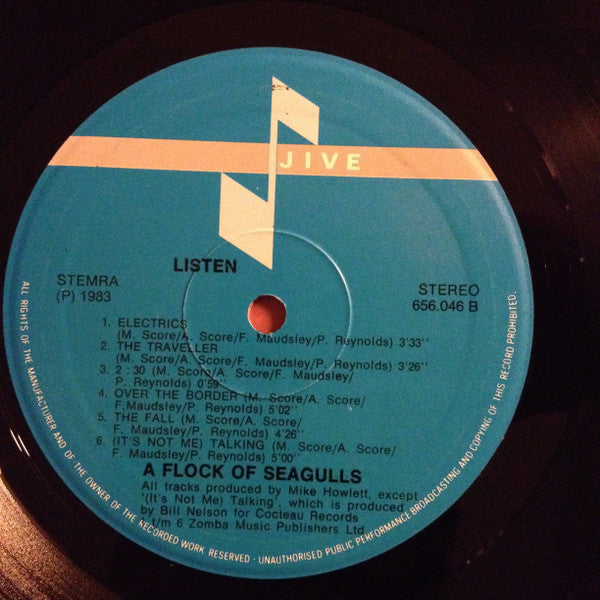 JIVE
LISTEN
STEMRA
(P) 1983
STEREO
656.046 B
1. ELECTRICS
(M. Score/A. Score/F. Maudsley/P. Reynolds) 3'33''
2. THE TRAVELLER
(M. Score/A. Score/F. Maudsley/P. Reynolds) 3'26''
3. 2 : 30 (M. Score/A. Score/F. Maudsley/
P. Reynolds) 0'59''
4. OVER THE BORDER (M. Score/A. Score/
F. Maudsley/P. Reynolds) 5'02''
5. THE FALL (M. Score/A. Score/
F. Maudsley/P. Reynolds) 4'26''
6. (IT'S NOT ME) TALKING (M. Score/A. Score/
F. Maudsley/P. Reynolds) 5'00''
A FLOCK OF SEAGULLS
All tracks produced by Mike Howlett, except
'(It's Not Me) Talking', which is produced
by Bill Nelson for Cocteau Records
t/m 6 Zomba Music Publishers Ltd.
ALL RIGHTS OF THE MANUFACTURER AND OF THE OWNER OF THE RECORDED WORK RESERVED · UNAUTHORISED PUBLIC PERFORMANCE BROADCASTING AND COPYING OF THIS RECORD PROHIBITED.